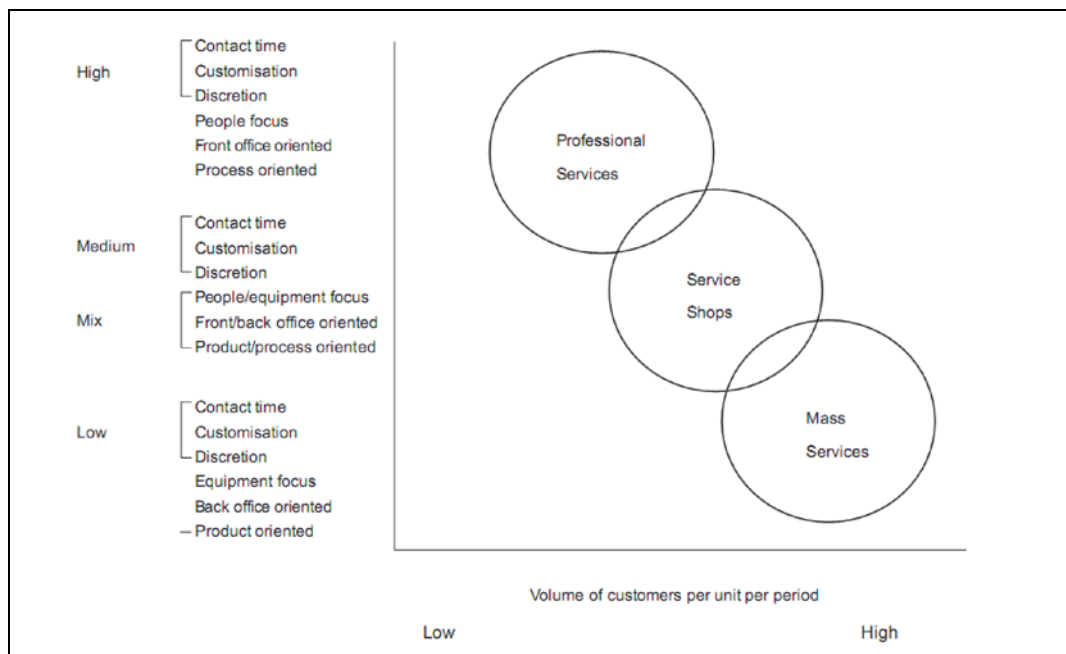 High
Contact time
Customisation
Discretion
People focus
Front office oriented
Process oriented
Medium
Contact time
Customisation
Discretion
Mix
People/equipment focus
Front/back office oriented
Product/process oriented
Low
Contact time
Customisation
Discretion
Equipment focus
Back office oriented
Product oriented
Professional
Services
Service
Shops
Mass
Services
Volume of customers per unit per period
Low
High